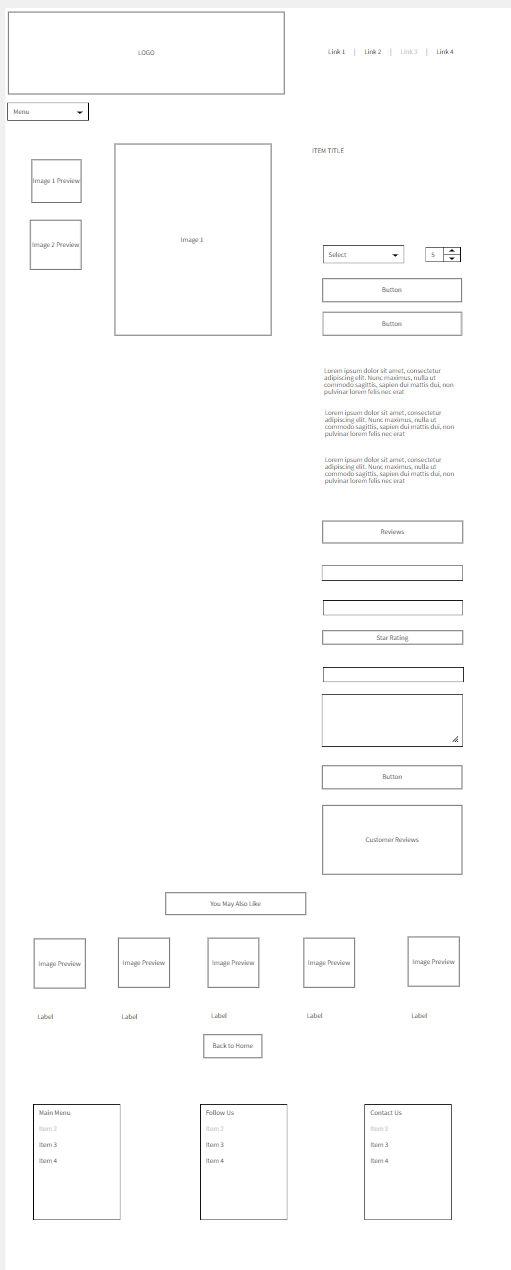 LOGO
Link 1 | Link 2 | Link 3 | Link 4
Menu
ITEM TITLE
Image 1 Preview
Image 2 Preview
Image 1
Select
5
Button
Button
Lorem ipsum dolor sit amet, consectetur
adipiscing elit. Nunc maximus, nulla ut
commodo sagittis, sapien dui mattis dui, non
pulvinar lorem felis nec erat
Lorem ipsum dolor sit amet, consectetur
adipiscing elit. Nunc maximus, nulla ut
commodo sagittis, sapien dui mattis dui, non
pulvinar lorem felis nec erat
Lorem ipsum dolor sit amet, consectetur
adipiscing elit. Nunc maximus, nulla ut
commodo sagittis, sapien dui mattis dui, non
pulvinar lorem felis nec erat
Reviews
Star Rating
Button
Customer Reviews
You May Also Like
Image Preview
Image Preview
Image Preview
Image Preview
Image Preview
Label
Label
Label
Label
Label
Back to Home
Main Menu
Item 2
Item 3
Item 4
Follow Us
Item 2
Item 3
Item 4
Contact Us
Item 2
Item 3
Item 4